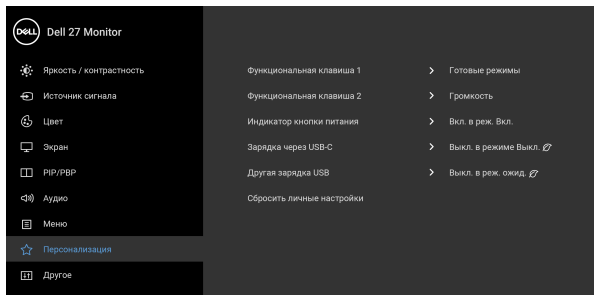 DELL Dell 27 Monitor
Яркость / контрастность
Источник сигнала
Цвет
Экран
PIP/PBP
Аудио
Меню
Персонализация
Другое
Функциональная клавиша 1 > Готовые режимы
Функциональная клавиша 2 > Громкость
Индикатор кнопки питания > Вкл. в реж. Вкл.
Зарядка через USB-C > Выкл. в режиме Выкл.
Другая зарядка USB > Выкл. в реж. ожид.
Сбросить личные настройки